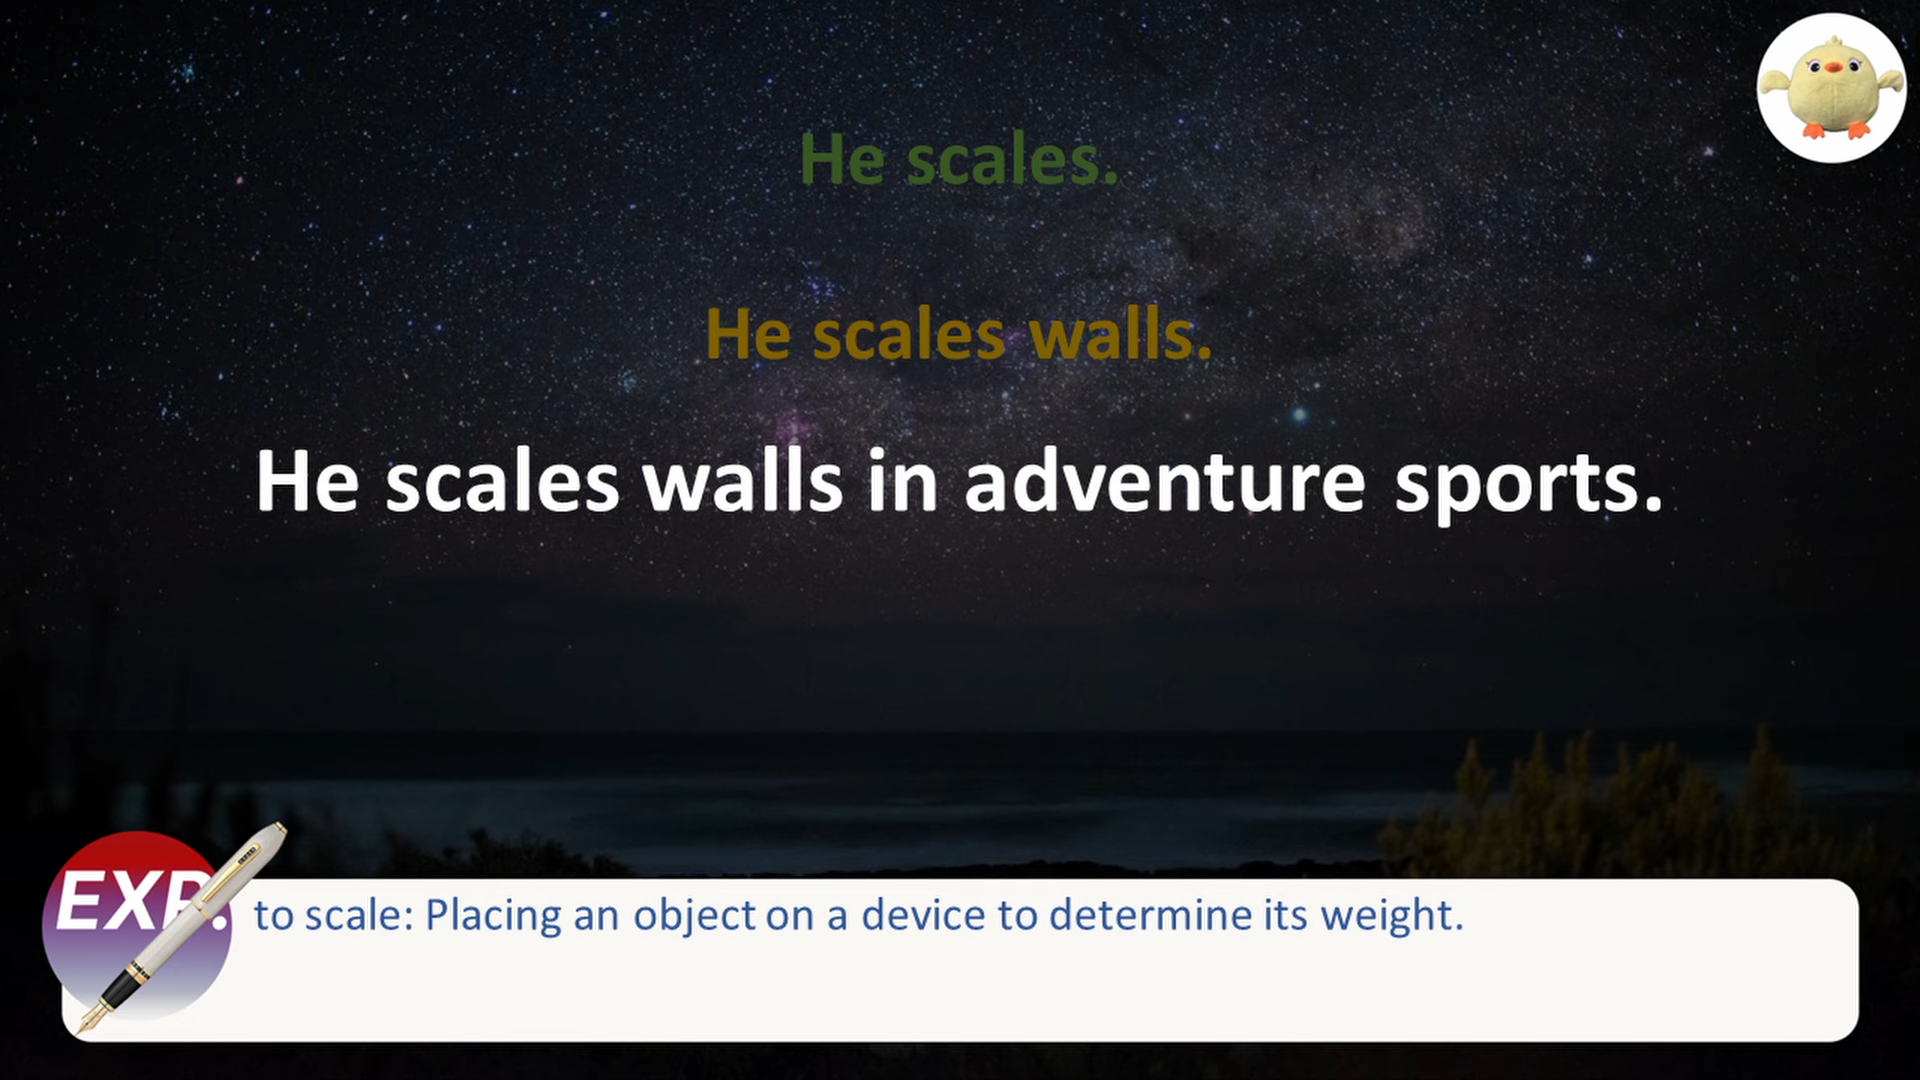 He scales.
He scales walls.
He scales walls in adventure sports.
EXP.
to scale: Placing an object on a device to determine its weight.